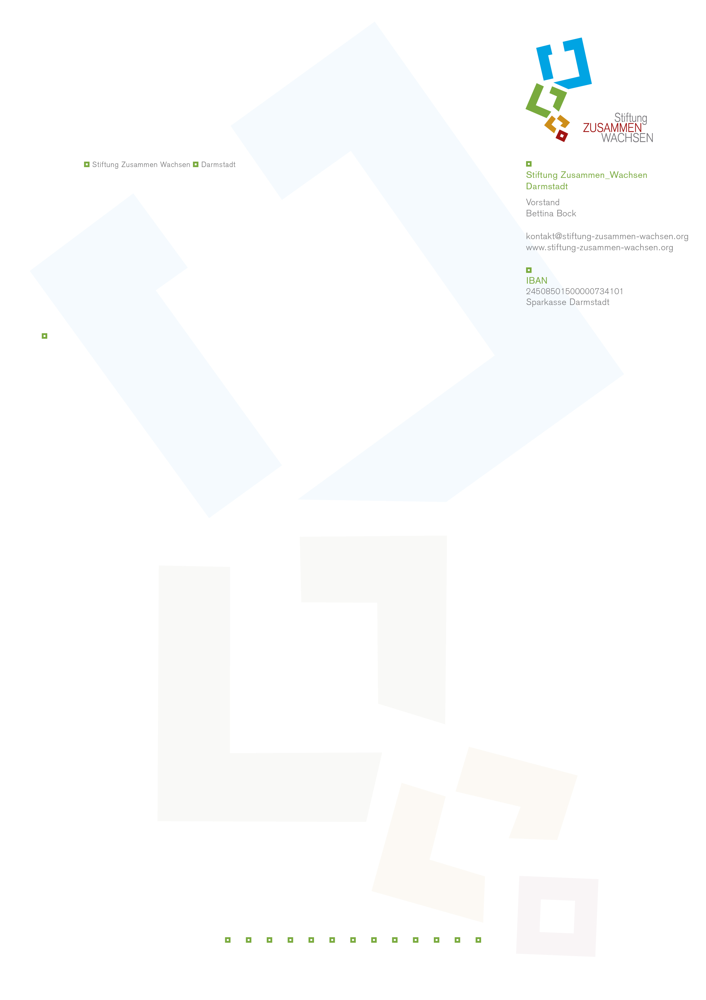 Stiftung
ZUSAMMEN
WACHSEN
Stiftung Zusammen Wachsen Darmstadt
Stiftung Zusammen_Wachsen
Darmstadt
Vorstand
Bettina Bock
kontakt@stiftung-zusammen-wachsen.org
www.stiftung-zusammen-wachsen.org
IBAN
24508501500000734101
Sparkasse Darmstadt